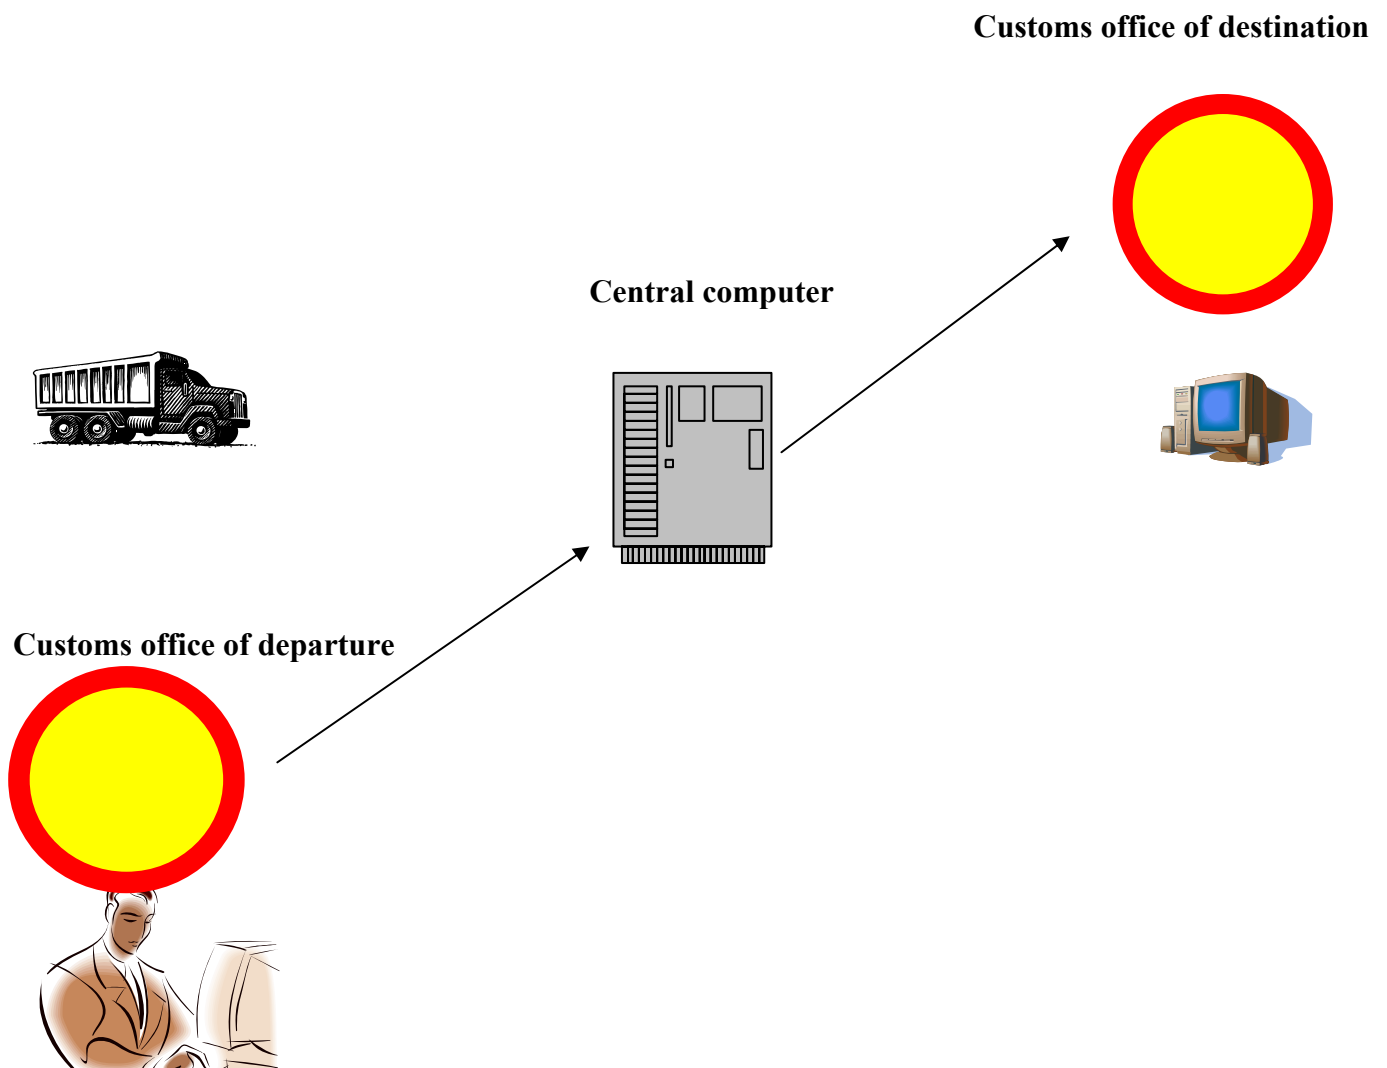 Customs office of destination
Central computer
Customs office of departure